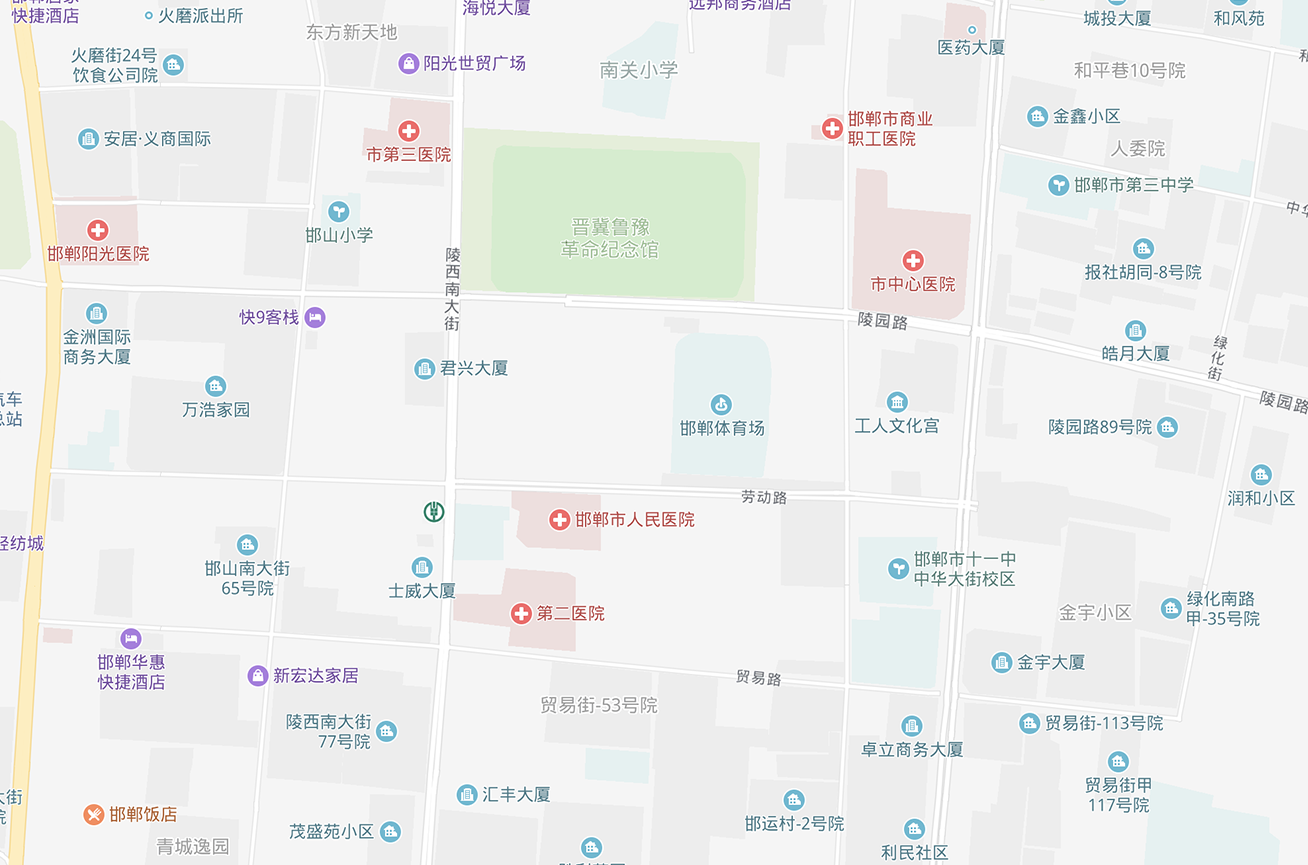 快捷酒店
火磨派出所
海悦大厦
远邦商务酒店
城投大厦
和风苑
东方新天地
火磨街24号
饮食公司院
阳光世贸广场
南关小学
医药大厦
和平巷10号院
安居·义商国际
市第三医院
邯郸市商业
职工医院
金鑫小区
人委院
邯郸市第三中学
邯郸阳光医院
邯山小学
晋冀鲁豫
革命纪念馆
陵西南大街
市中心医院
报社胡同-8号院
金洲国际
商务大厦
快9客栈
陵园路
皓月大厦
绿化街
君兴大厦
万浩家园
邯郸体育场
工人文化宫
陵园路89号院
陵园路
汽车
总站
润和小区
劳动路
邯郸市人民医院
轻纺城
邯山南大街
65号院
士威大厦
邯郸市十一中
中华大街校区
第二医院
金宇小区
绿化南路
甲-35号院
邯郸华惠
快捷酒店
新宏达家居
金宇大厦
贸易路
贸易街-53号院
陵西南大街
77号院
贸易街-113号院
卓立商务大厦
贸易街甲
117号院
大街
汇丰大厦
邯郸饭店
茂盛苑小区
邯运村-2号院
青城逸园
利民社区